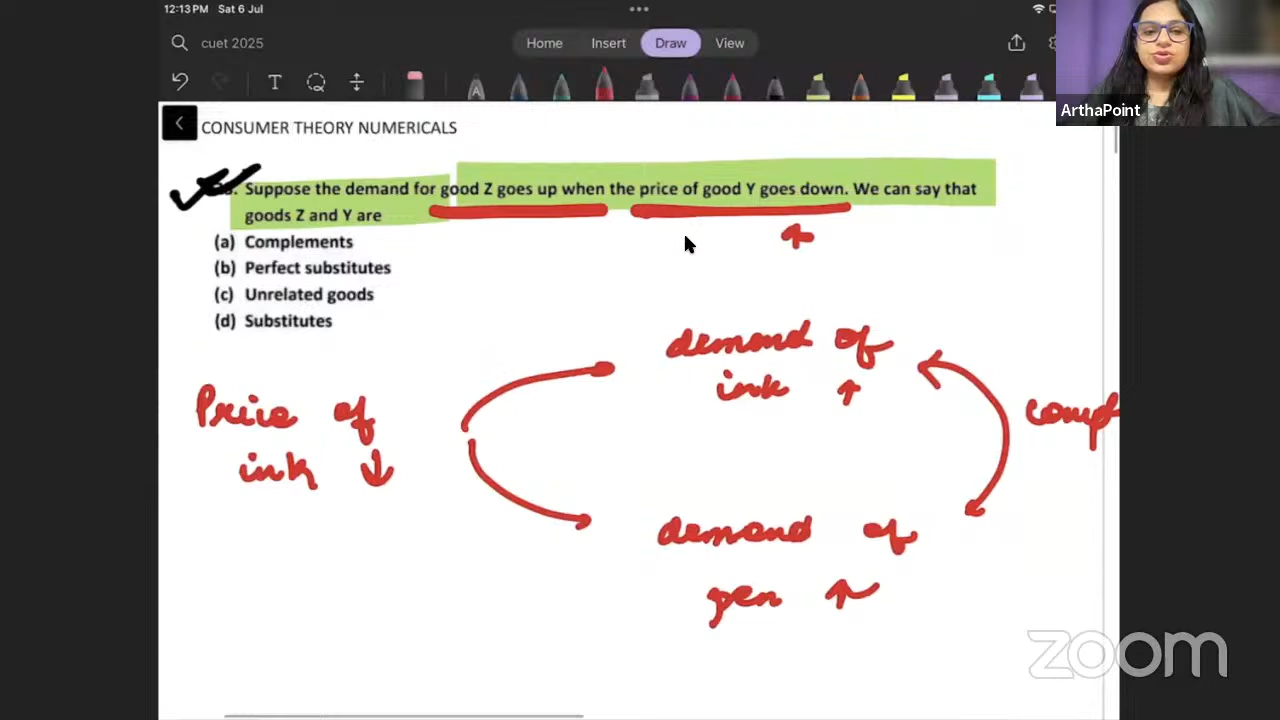 12:13 PM Sat 6 Jul
cuet 2025
Home Insert Draw View
ArthaPoint
CONSUMER THEORY NUMERICALS
Suppose the demand for good Z goes up when the price of good Y goes down. We can say that
goods Z and Y are
(a) Complements
(b) Perfect substitutes
(c) Unrelated goods
(d) Substitutes
demand of
ink ↑
Price of
ink ↓
comp
demand of
pen ↑
zoom